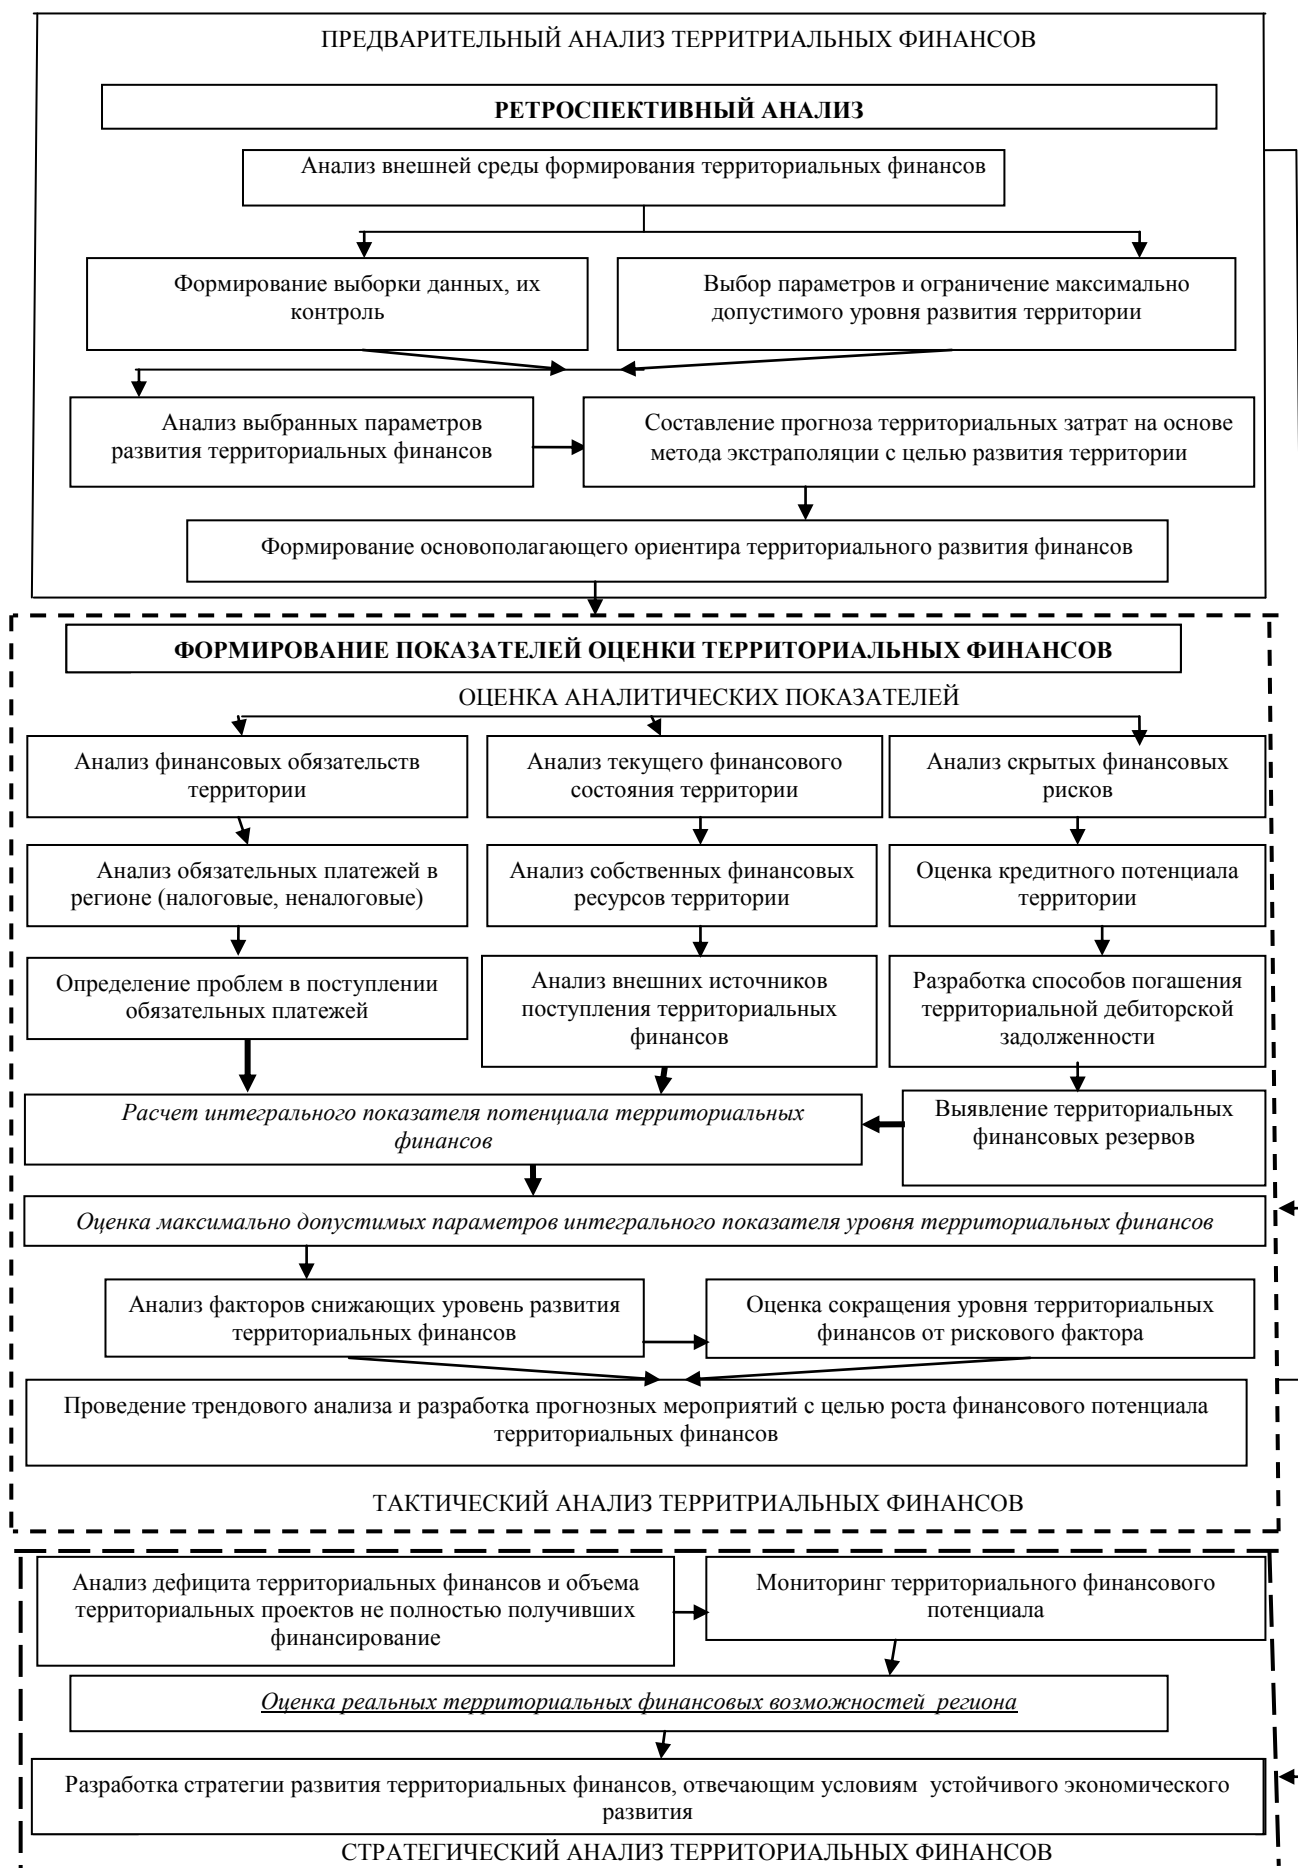 ПРЕДВАРИТЕЛЬНЫЙ АНАЛИЗ ТЕРРИТРИАЛЬНЫХ ФИНАНСОВ
РЕТРОСПЕКТИВНЫЙ АНАЛИЗ
Анализ внешней среды формирования территориальных финансов
Формирование выборки данных, их
контроль
Выбор параметров и ограничение максимально
допустимого уровня развития территории
Анализ выбранных параметров
развития территориальных финансов
Составление прогноза территориальных затрат на основе
метода экстраполяции с целью развития территории
Формирование основополагающего ориентира территориального развития финансов
ФОРМИРОВАНИЕ ПОКАЗАТЕЛЕЙ ОЦЕНКИ ТЕРРИТОРИАЛЬНЫХ ФИНАНСОВ
ОЦЕНКА АНАЛИТИЧЕСКИХ ПОКАЗАТЕЛЕЙ
Анализ финансовых обязательств
территории
Анализ текущего финансового
состояния территории
Анализ скрытых финансовых
рисков
Анализ обязательных платежей в
регионе (налоговые, неналоговые)
Анализ собственных финансовых
ресурсов территории
Оценка кредитного потенциала
территории
Определение проблем в поступлении
обязательных платежей
Анализ внешних источников
поступления территориальных
финансов
Разработка способов погашения
территориальной дебиторской
задолженности
Расчет интегрального показателя потенциала территориальных
финансов
Выявление территориальных
финансовых резервов
Оценка максимально допустимых параметров интегрального показателя уровня территориальных финансов
Анализ факторов снижающих уровень развития
территориальных финансов
Оценка сокращения уровня территориальных
финансов от рискового фактора
Проведение трендового анализа и разработка прогнозных мероприятий с целью роста финансового потенциала
территориальных финансов
ТАКТИЧЕСКИЙ АНАЛИЗ ТЕРРИТРИАЛЬНЫХ ФИНАНСОВ
Анализ дефицита территориальных финансов и объема
территориальных проектов не полностью получивших
финансирование
Мониторинг территориального финансового
потенциала
Оценка реальных территориальных финансовых возможностей региона
Разработка стратегии развития территориальных финансов, отвечающим условиям устойчивого экономического
развития
СТРАТЕГИЧЕСКИЙ АНАЛИЗ ТЕРРИТОРИАЛЬНЫХ ФИНАНСОВ